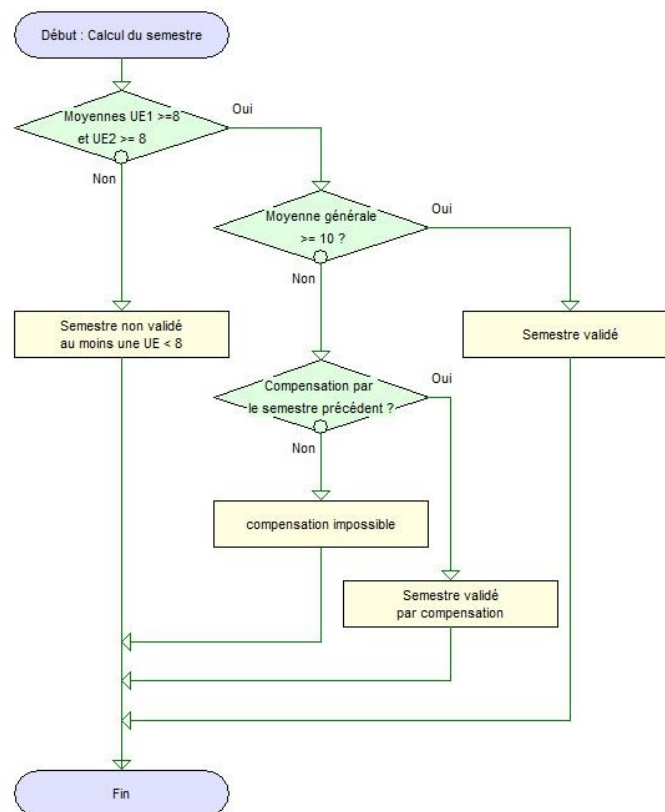 Début : Calcul du semestre
Moyennes UE1 >=8
et UE2 >= 8
Oui
Non
Moyenne générale
>= 10 ?
Oui
Non
Semestre non validé
au moins une UE < 8
Semestre validé
Compensation par
le semestre précédent ?
Oui
Non
compensation impossible
Semestre validé
par compensation
Fin